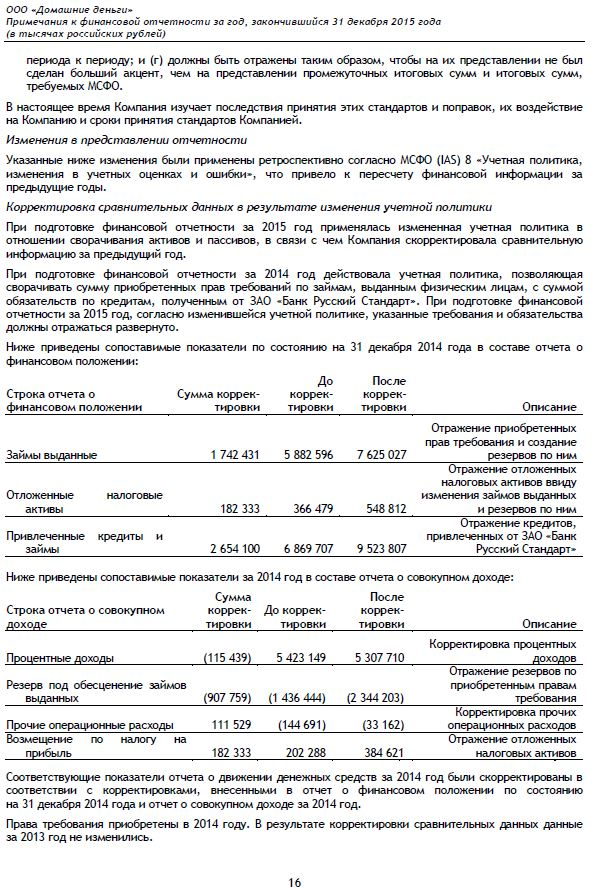 ООО «Домашние деньги»
Примечания к финансовой отчетности за год, закончившийся 31 декабря 2015 года
(в тысячах российских рублей)
периода к периоду; и (г) должны быть отражены таким образом, чтобы на их представлении не был
сделан больший акцент, чем на представлении промежуточных итоговых сумм и итоговых сумм,
требуемых МСФО.
В настоящее время Компания изучает последствия принятия этих стандартов и поправок, их воздействие
на Компанию и сроки принятия стандартов Компанией.
Изменения в представлении отчетности
Указанные ниже изменения были применены ретроспективно согласно МСФО (IAS) 8 «Учетная политика,
изменения в учетных оценках и ошибки», что привело к пересчету финансовой информации за
предыдущие годы.
Корректировка сравнительных данных в результате изменения учетной политики
При подготовке финансовой отчетности за 2015 год применялась измененная учетная политика в
отношении сворачивания активов и пассивов, в связи с чем Компания скорректировала сравнительную
информацию за предыдущий год.
При подготовке финансовой отчетности за 2014 год действовала учетная политика, позволяющая
сворачивать сумму приобретенных прав требований по займам, выданным физическим лицам, с суммой
обязательств по кредитам, полученным от ЗАО «Банк Русский Стандарт». При подготовке финансовой
отчетности за 2015 год, согласно изменившейся учетной политике, указанные требования и обязательства
должны отражаться развернуто.
Ниже приведены сопоставимые показатели по состоянию на 31 декабря 2014 года в составе отчета о
финансовом положении:
До После
Строка отчета о Сумма коррек- коррек- коррек-
финансовом положении тировки тировки тировки Описание
Отражение приобретенных
прав требования и создание
Займы выданные 1 742 431 5 882 596 7 625 027 резервов по ним
Отражение отложенных
налоговых активов ввиду
Отложенные налоговые изменения займов выданных
активы 182 333 366 479 548 812 и резервов по ним
Отражение кредитов,
Привлеченные кредиты и привлеченных от ЗАО «Банк
займы 2 654 100 6 869 707 9 523 807 Русский Стандарт»
Ниже приведены сопоставимые показатели за 2014 год в составе отчета о совокупном доходе:
Сумма После
Строка отчета о совокупном коррек- До коррек- коррек-
доходе тировки тировки тировки Описание
Корректировка процентных
Процентные доходы (115 439) 5 423 149 5 307 710 доходов
Отражение резервов по
Резерв под обесценение займов приобретенным правам
выданных (907 759) (1 436 444) (2 344 203) требования
Корректировка прочих
Прочие операционные расходы 111 529 (144 691) (33 162) операционных расходов
Возмещение по налогу на Отражение отложенных
прибыль 182 333 202 288 384 621 налоговых активов
Соответствующие показатели отчета о движении денежных средств за 2014 год были скорректированы в
соответствии с корректировками, внесенными в отчет о финансовом положении по состоянию
на 31 декабря 2014 года и отчет о совокупном доходе за 2014 год.
Права требования приобретены в 2014 году. В результате корректировки сравнительных данных данные
за 2013 год не изменились.
16